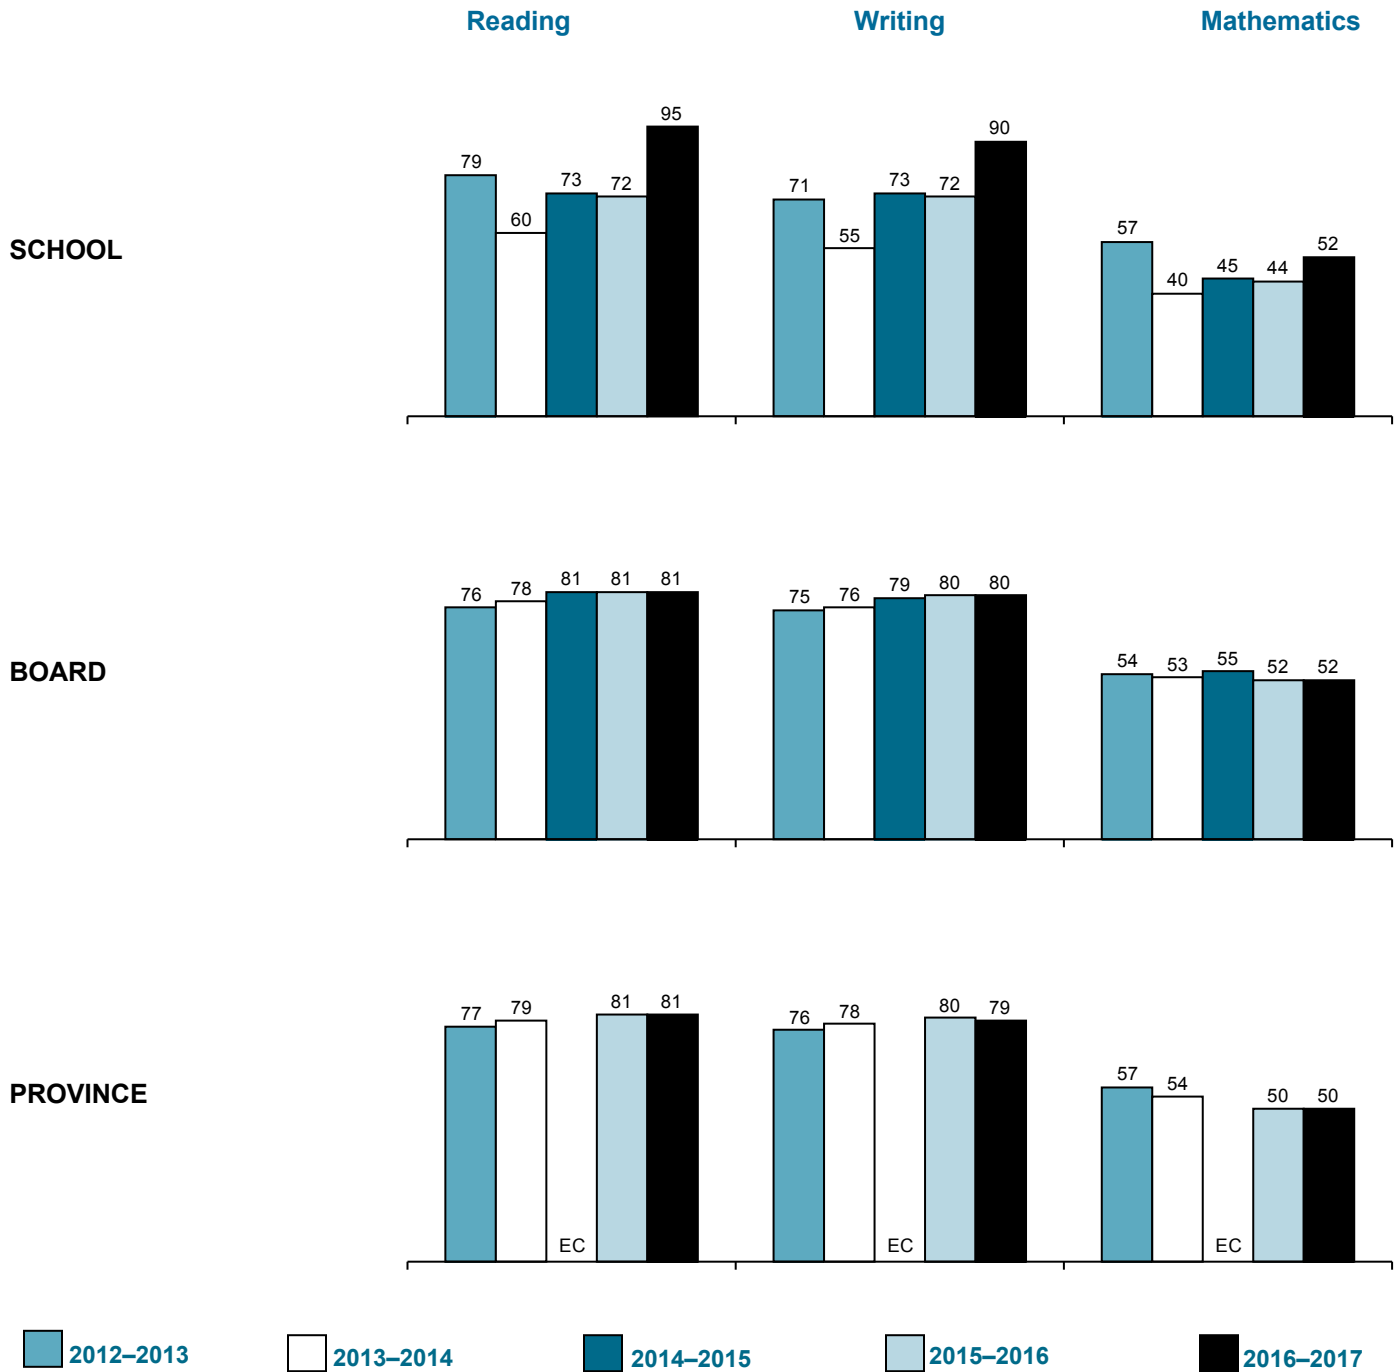 Reading Writing Mathematics
SCHOOL
79 60 73 72 95
71 55 73 72 90
57 40 45 44 52
BOARD
76 78 81 81 81
75 76 79 80 80
54 53 55 52 52
PROVINCE
77 79 EC 81 81
76 78 EC 80 79
57 54 EC 50 50
2012–2013 2013–2014 2014–2015 2015–2016 2016–2017